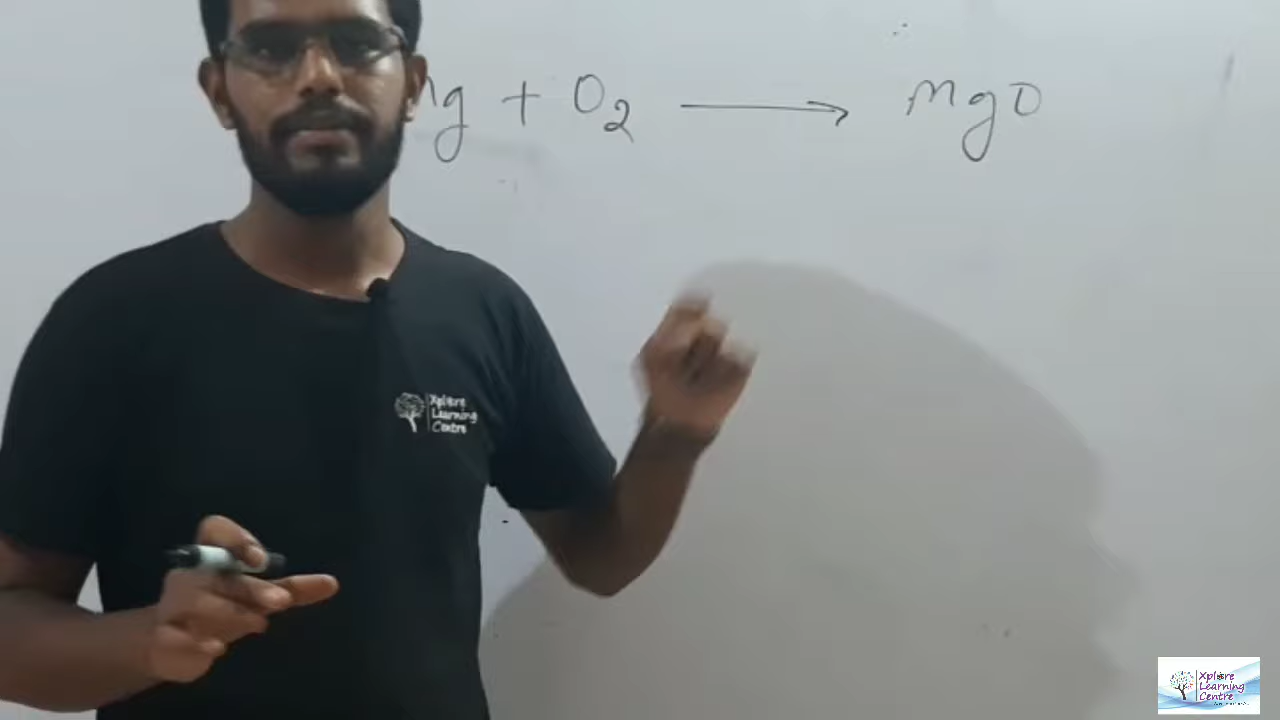 g + O₂ ⟶ MgO
Xplore
Learning
Centre
Xplore
Learning
Centre